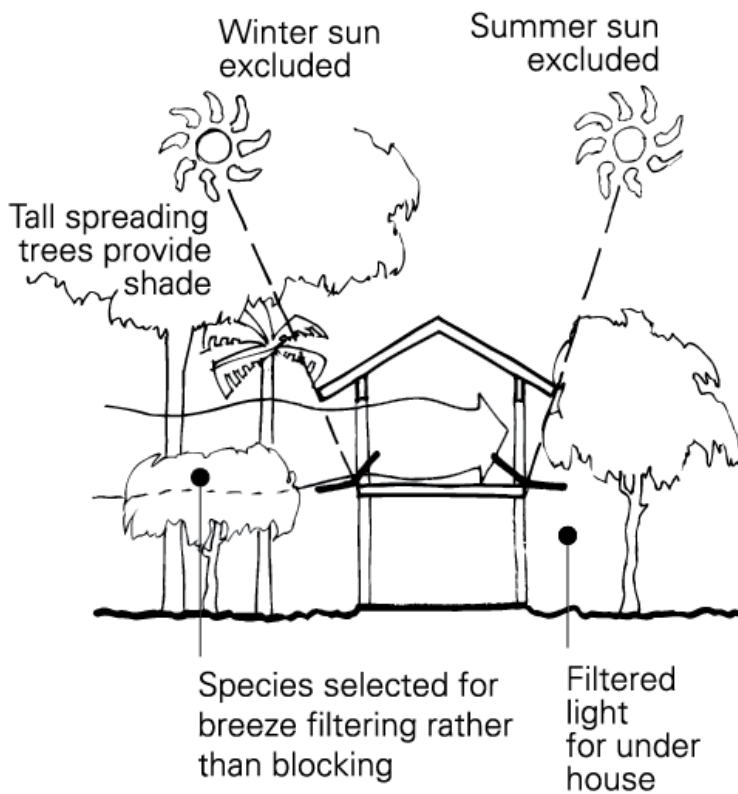 Winter sun
excluded
Summer sun
excluded
Tall spreading
trees provide
shade
Species selected for
breeze filtering rather
than blocking
Filtered
light
for under
house